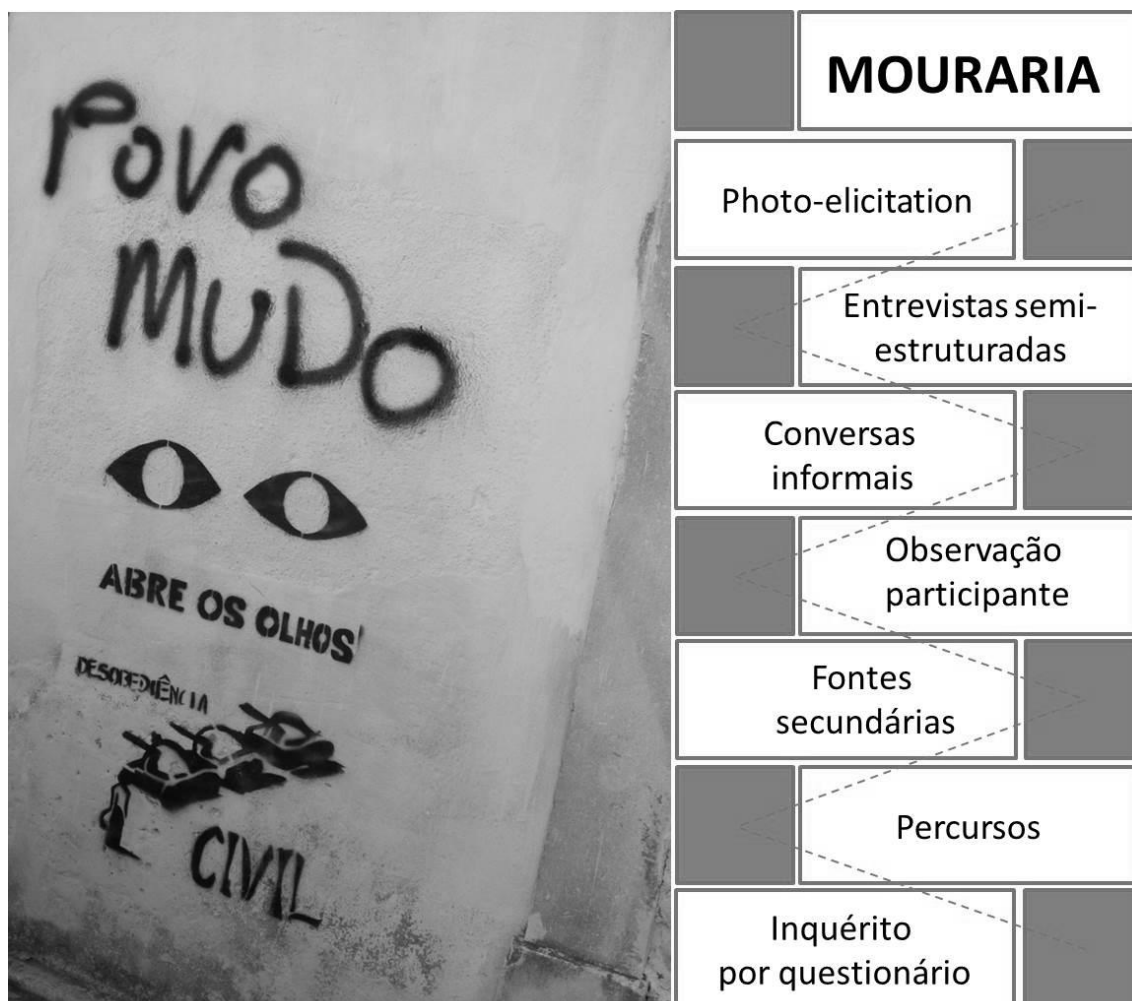 POVO
MUDO
ABRE OS OLHOS!
DESOBEDIÊNCIA
CIVIL
MOURARIA
Photo-elicitation
Entrevistas semi-
estruturadas
Conversas
informais
Observação
participante
Fontes
secundárias
Percursos
Inquérito
por questionário